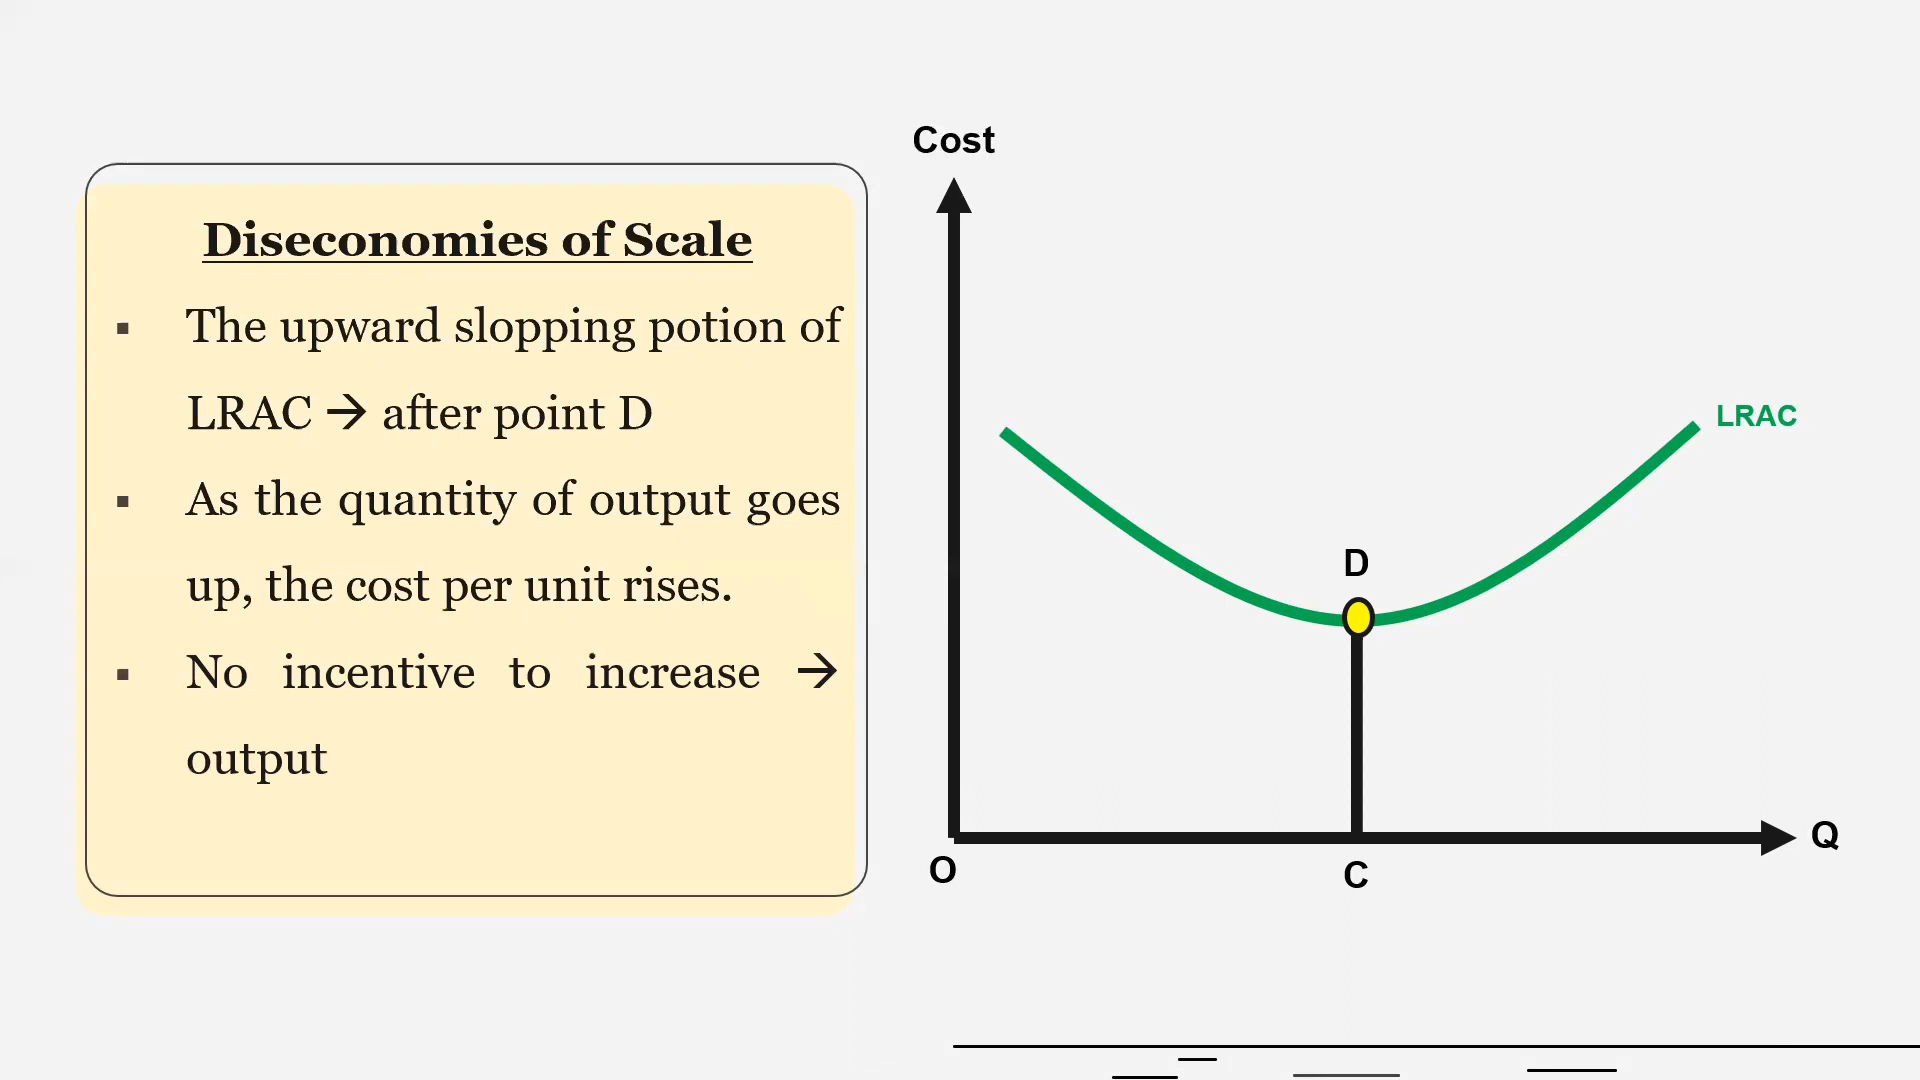 Diseconomies of Scale
▪ The upward slopping potion of
LRAC → after point D
▪ As the quantity of output goes
up, the cost per unit rises.
▪ No incentive to increase →
output
Cost
LRAC
D
Q
O
C